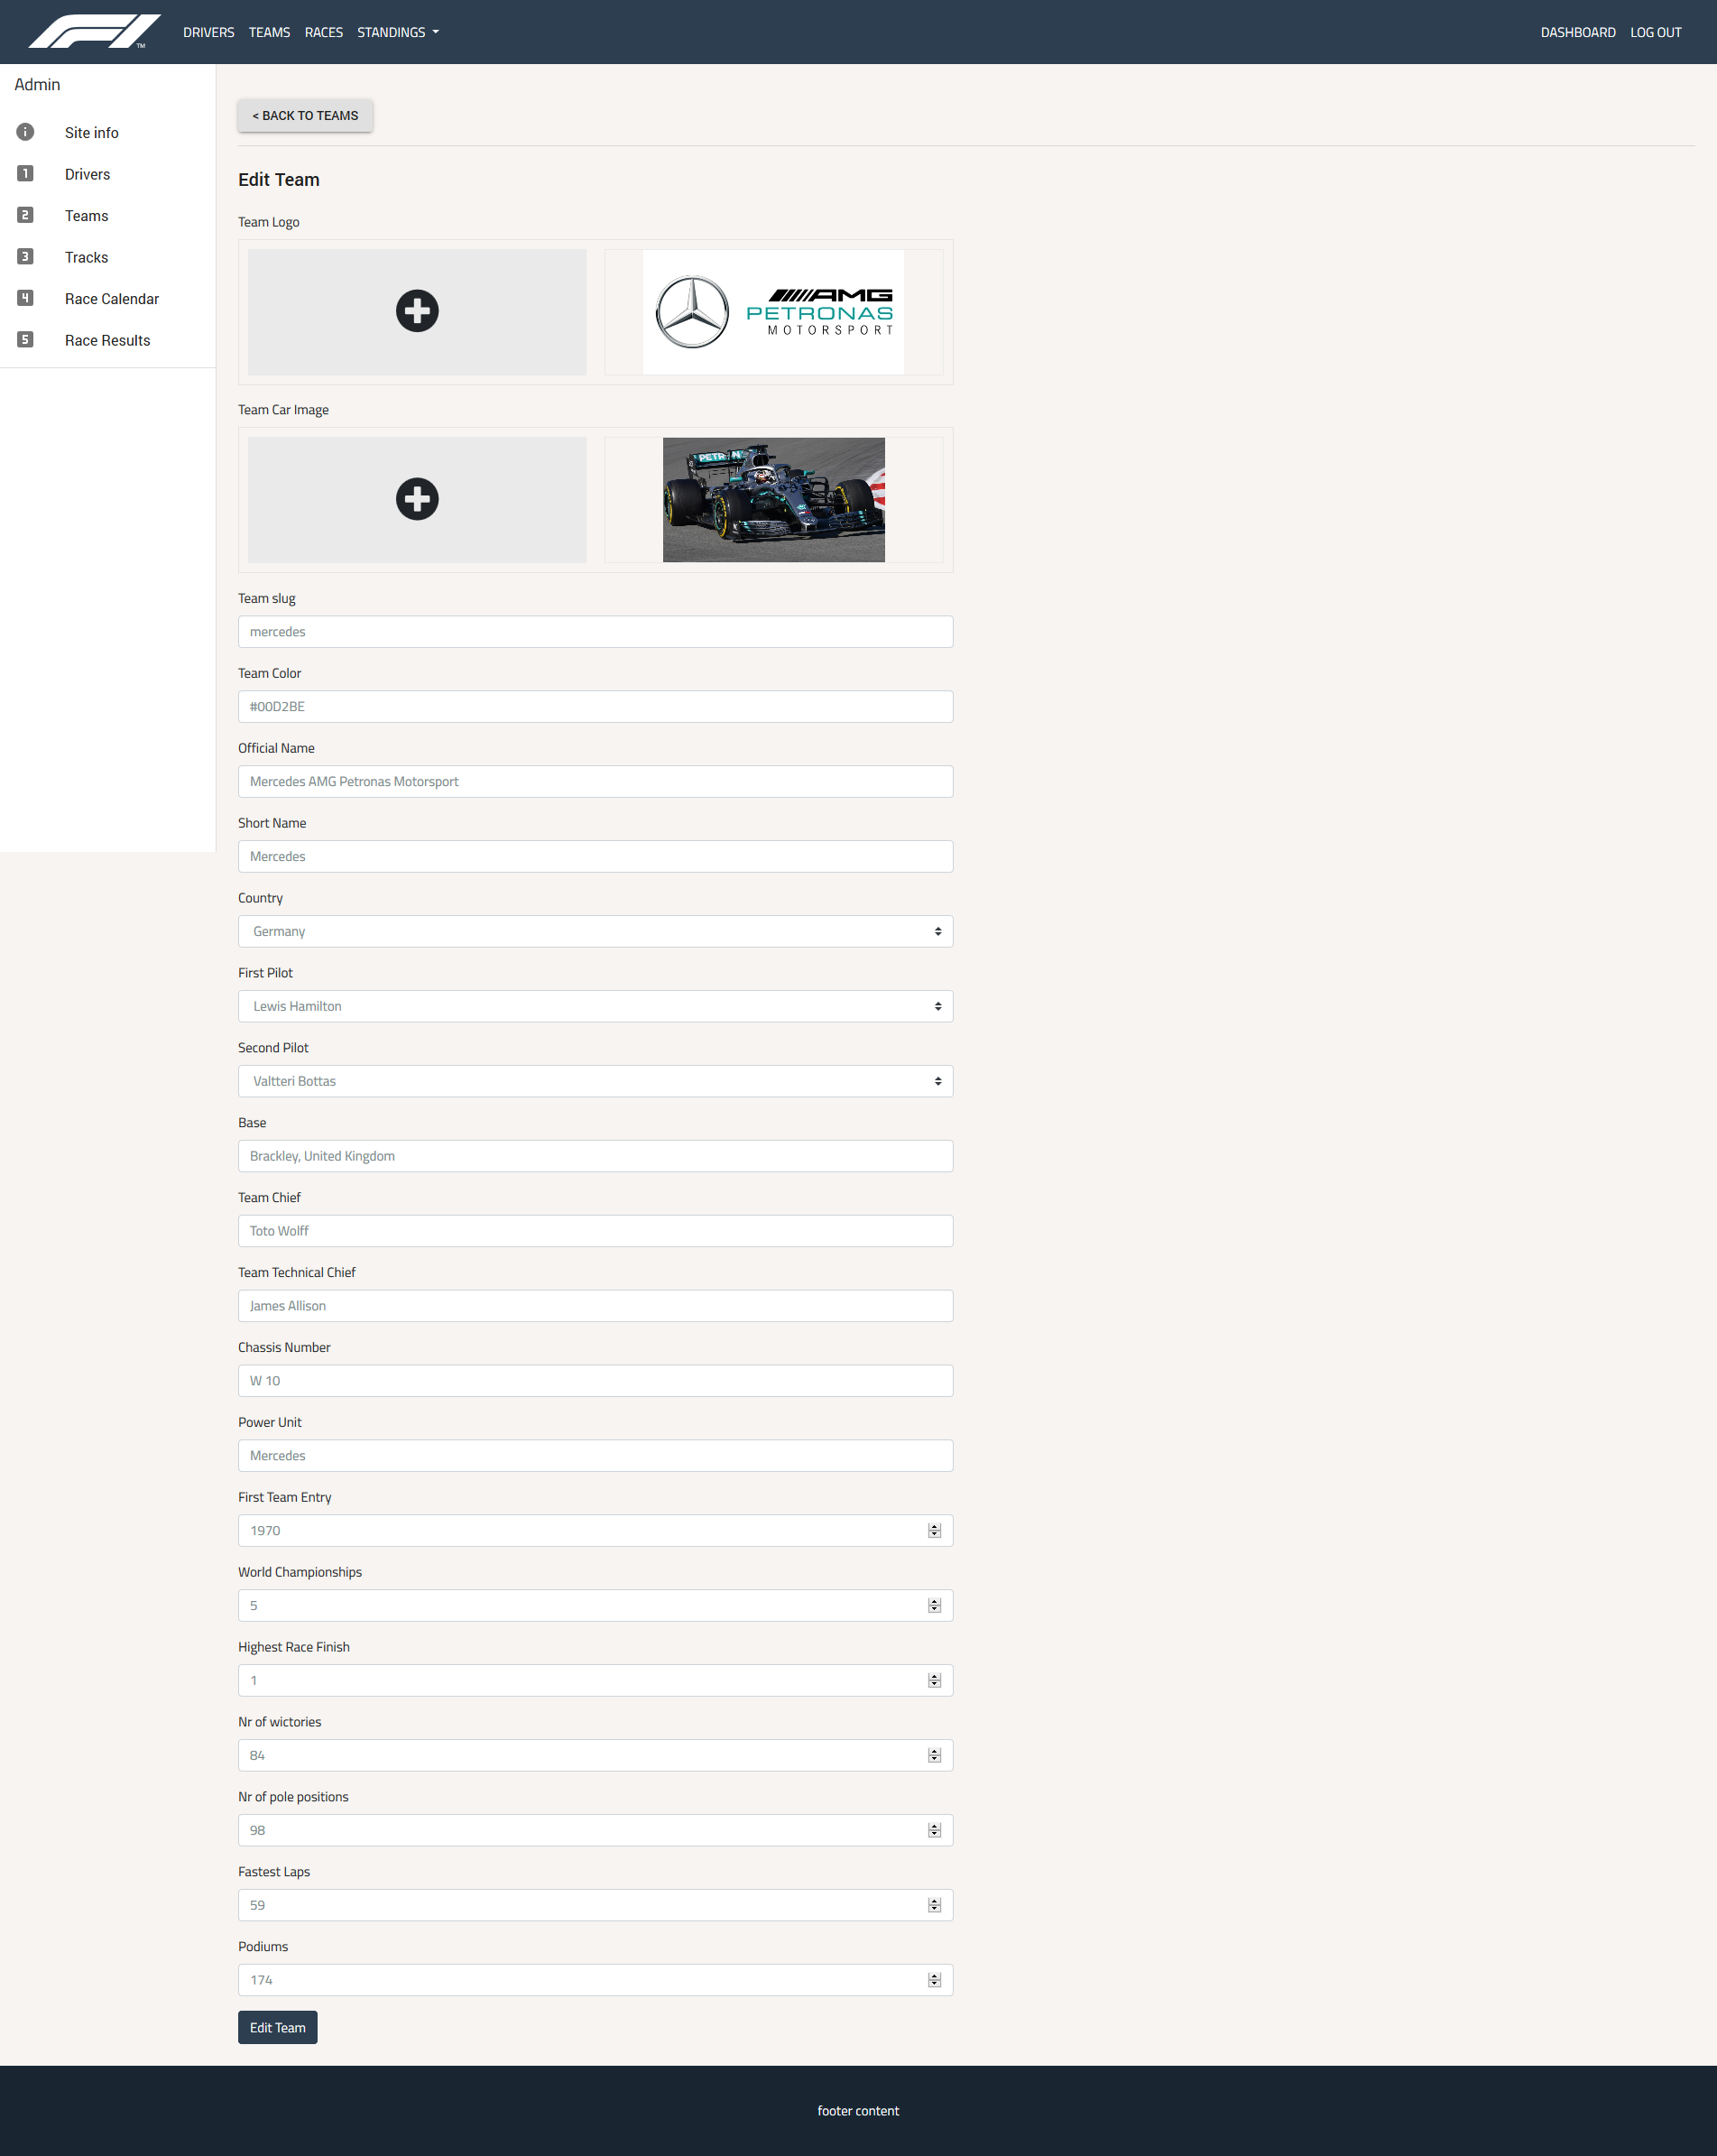 F1 TM
DRIVERS TEAMS RACES STANDINGS
DASHBOARD LOG OUT
Admin
Site info
1 Drivers
2 Teams
3 Tracks
4 Race Calendar
5 Race Results
< BACK TO TEAMS
Edit Team
Team Logo
AMG
PETRONAS
MOTORSPORT
Team Car Image
Team slug
mercedes
Team Color
#00D2BE
Official Name
Mercedes AMG Petronas Motorsport
Short Name
Mercedes
Country
Germany
First Pilot
Lewis Hamilton
Second Pilot
Valtteri Bottas
Base
Brackley, United Kingdom
Team Chief
Toto Wolff
Team Technical Chief
James Allison
Chassis Number
W 10
Power Unit
Mercedes
First Team Entry
1970
World Championships
5
Highest Race Finish
1
Nr of wictories
84
Nr of pole positions
98
Fastest Laps
59
Podiums
174
Edit Team
footer content